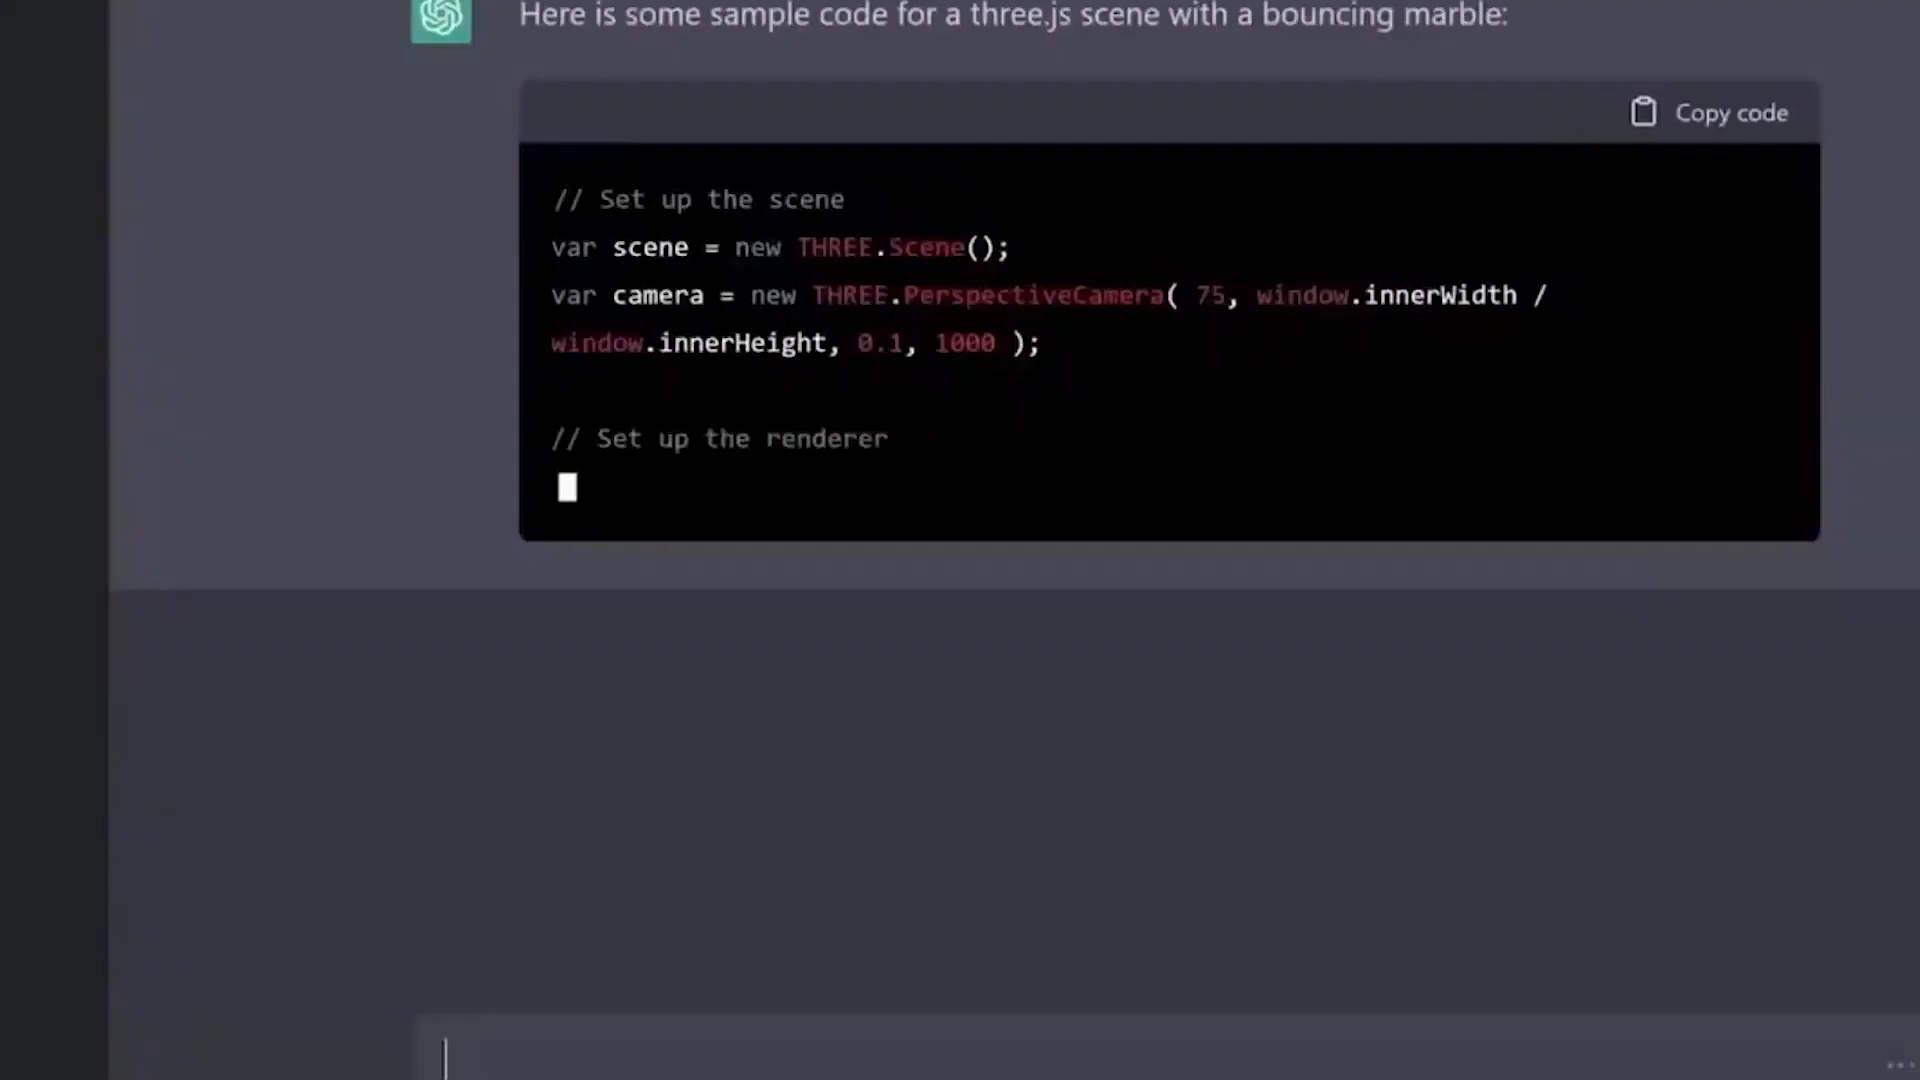 Here is some sample code for a three.js scene with a bouncing marble:
Copy code
// Set up the scene
var scene = new THREE.Scene();
var camera = new THREE.PerspectiveCamera( 75, window.innerWidth /
window.innerHeight, 0.1, 1000 );
// Set up the renderer